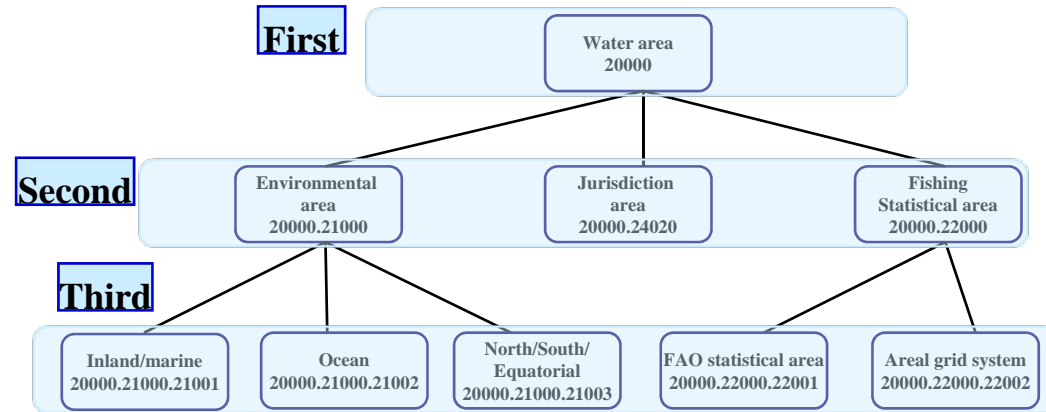 First
Water area
20000
Second
Environmental
area
20000.21000
Jurisdiction
area
20000.24020
Fishing
Statistical area
20000.22000
Third
Inland/marine
20000.21000.21001
Ocean
20000.21000.21002
North/South/
Equatorial
20000.21000.21003
FAO statistical area
20000.22000.22001
Areal grid system
20000.22000.22002